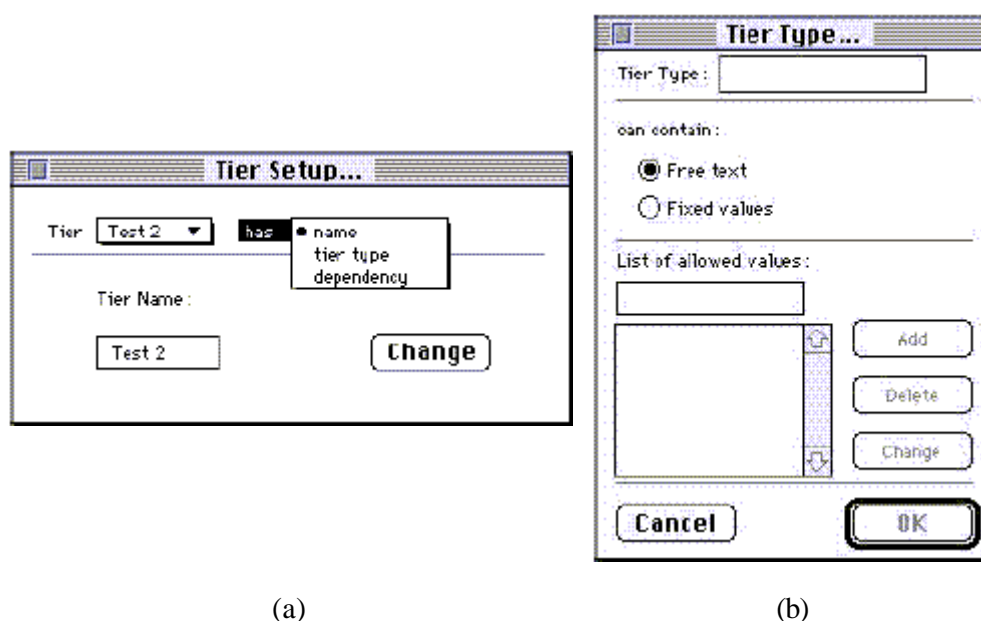 Tier Setup...
Tier Test 2 has name
tier type
dependency
Tier Name:
Test 2 Change
(a)
Tier Type...
Tier Type:
can contain:
Free text
Fixed values
List of allowed values:
Add
Delete
Change
Cancel OK
(b)